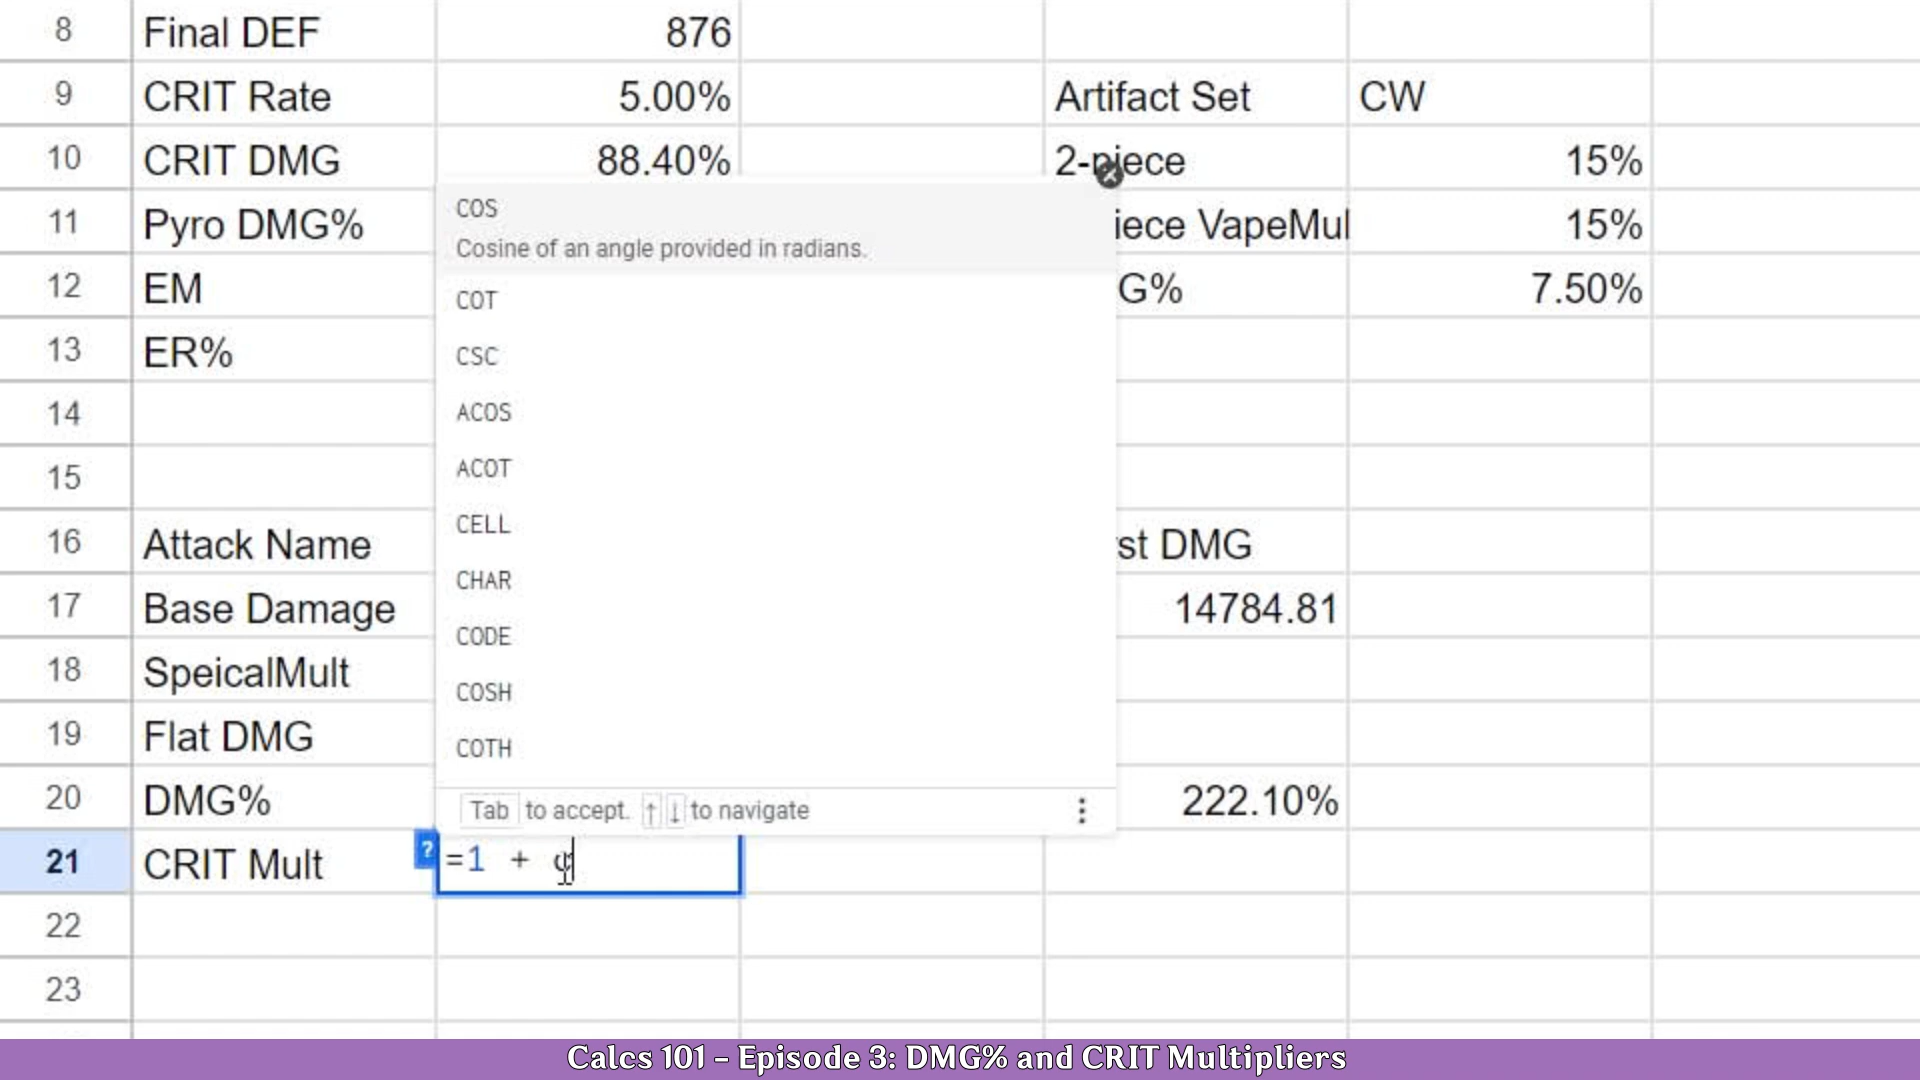 8 Final DEF 876
9 CRIT Rate 5.00% Artifact Set CW
10 CRIT DMG 88.40% 2-piece 15%
11 Pyro DMG% iece VapeMul 15%
12 EM G% 7.50%
13 ER%
14
15
16 Attack Name st DMG
17 Base Damage 14784.81
18 SpeicalMult
19 Flat DMG
20 DMG% 222.10%
21 CRIT Mult =1 + c
22
23
COS
Cosine of an angle provided in radians.
COT
CSC
ACOS
ACOT
CELL
CHAR
CODE
COSH
COTH
Tab to accept. ↑ ↓ to navigate
?
Calcs 101 – Episode 3: DMG% and CRIT Multipliers